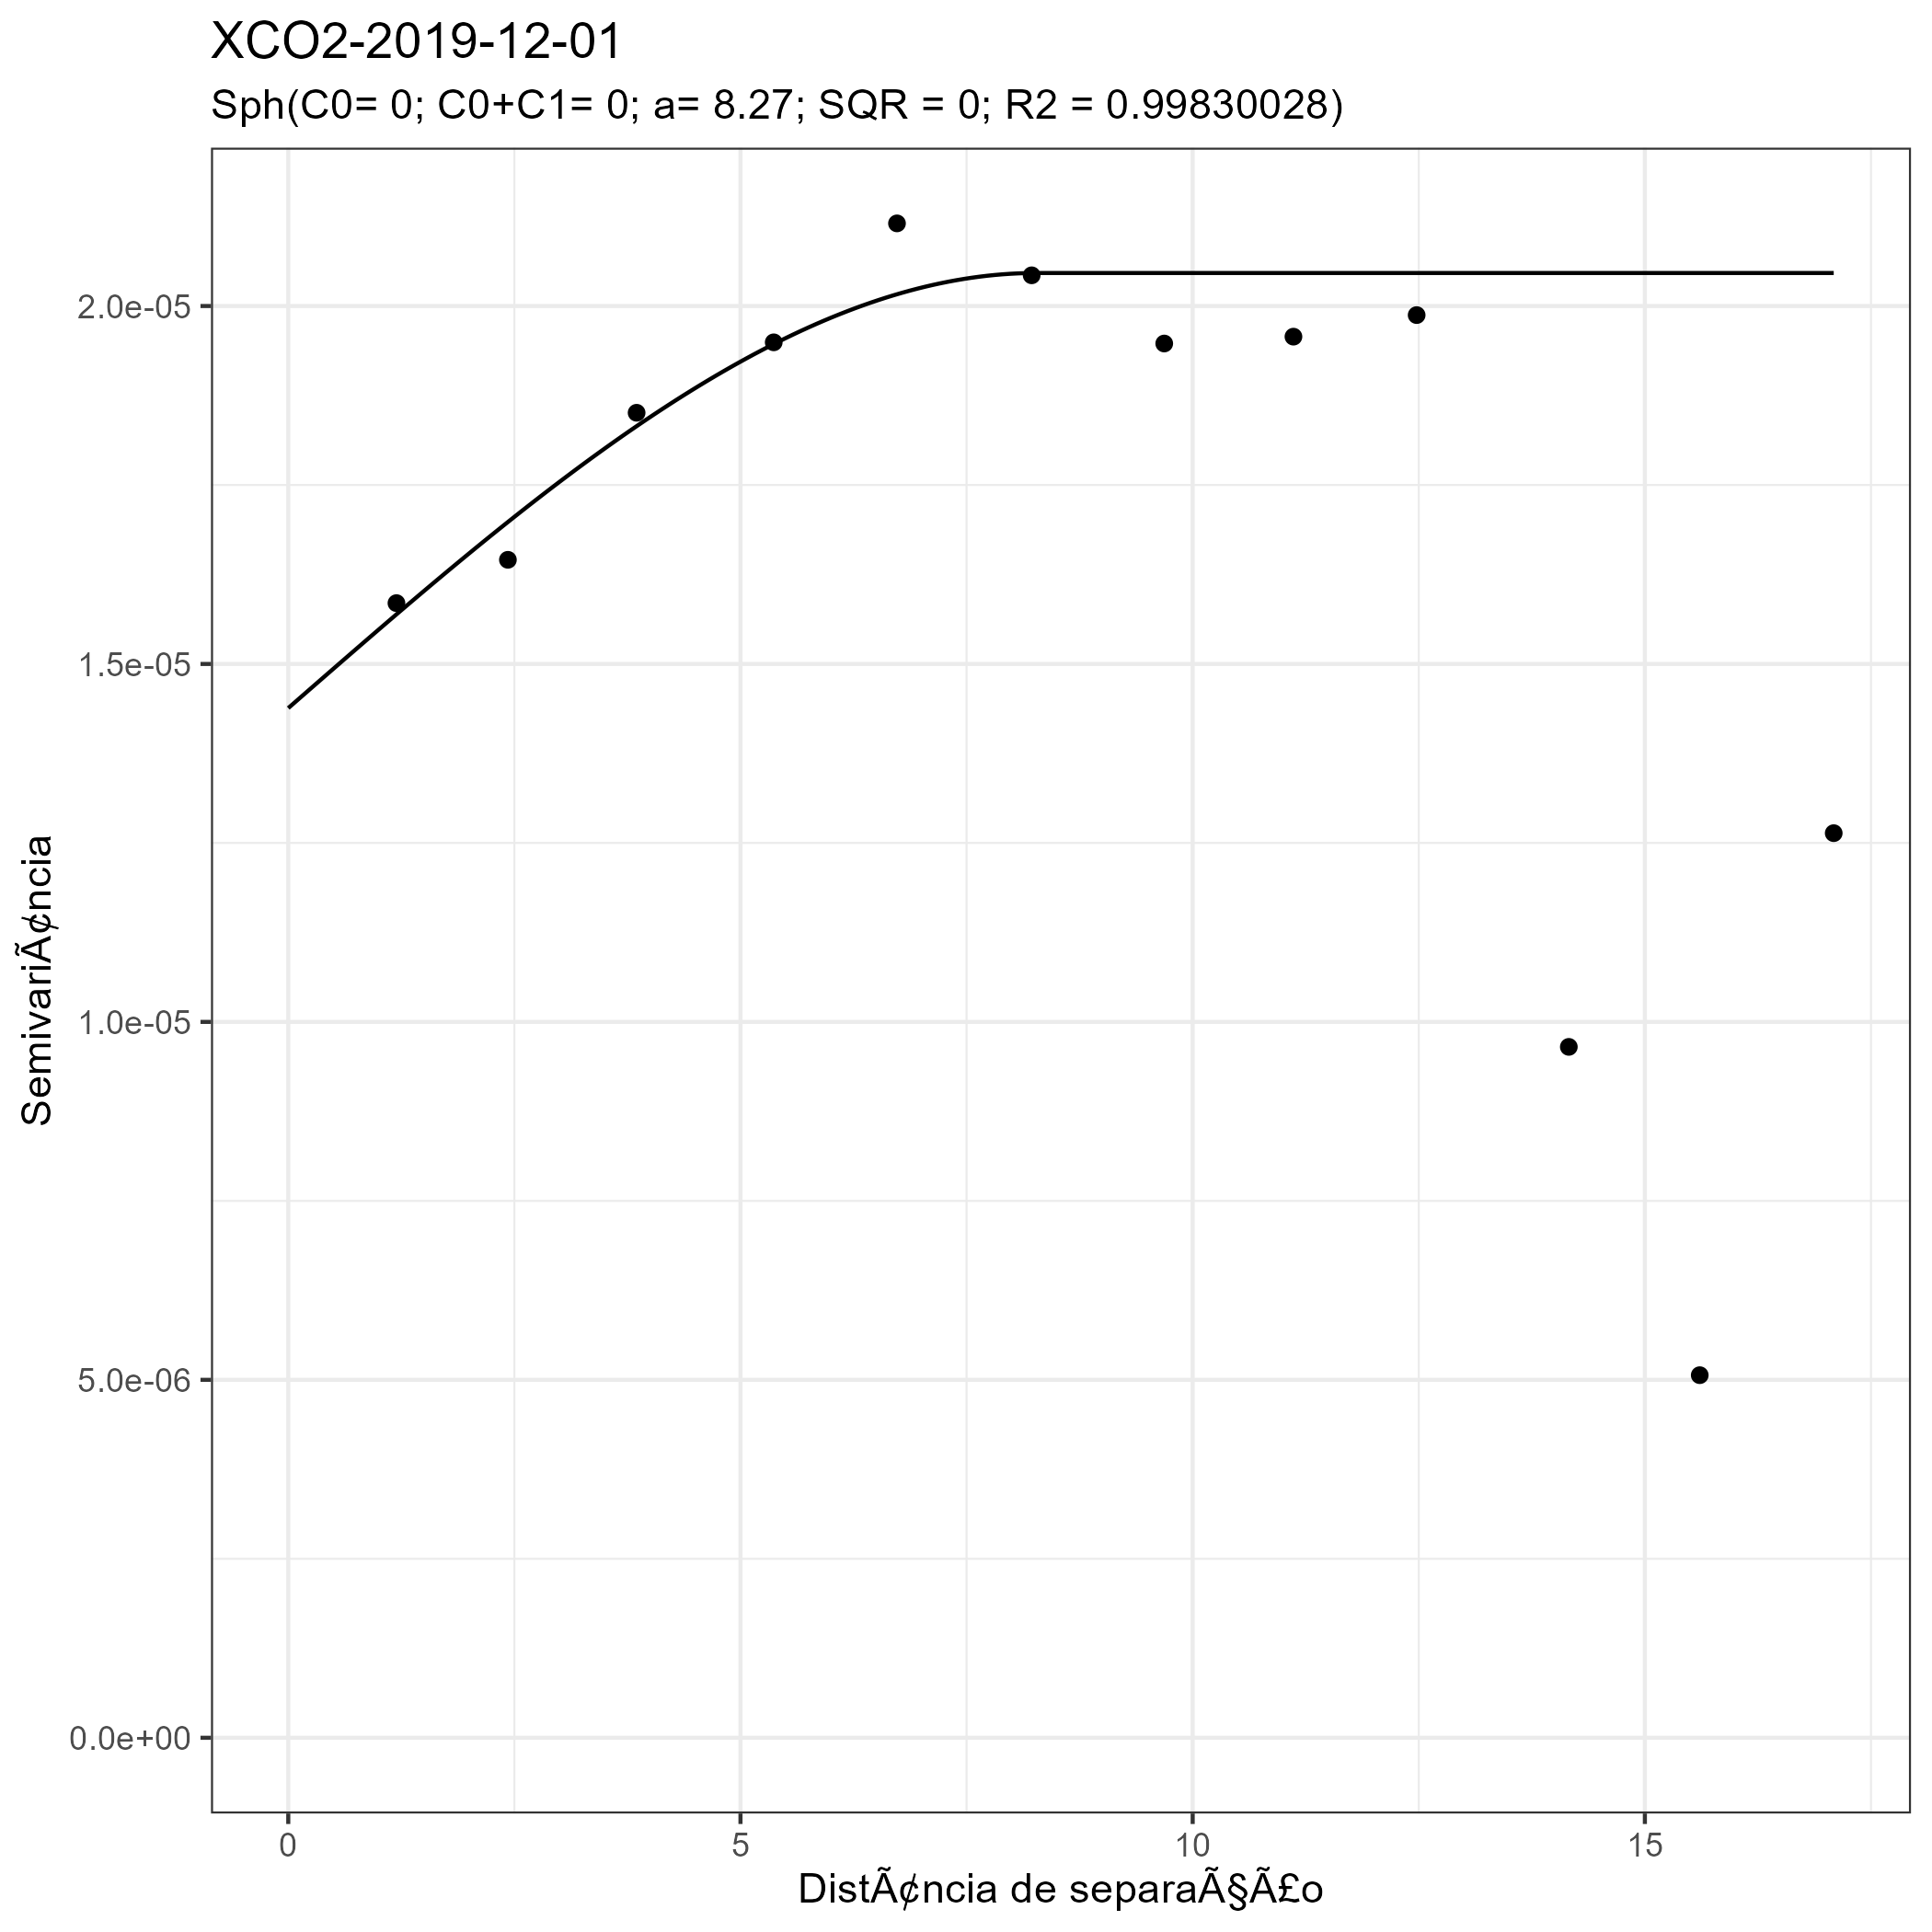 XCO2-2019-12-01
Sph(C0= 0; C0+C1= 0; a= 8.27; SQR = 0; R2 = 0.99830028)
SemivariÃ¢ncia
2.0e-05
1.5e-05
1.0e-05
5.0e-06
0.0e+00
0
5
10
15
DistÃ¢ncia de separaÃ§Ã£o